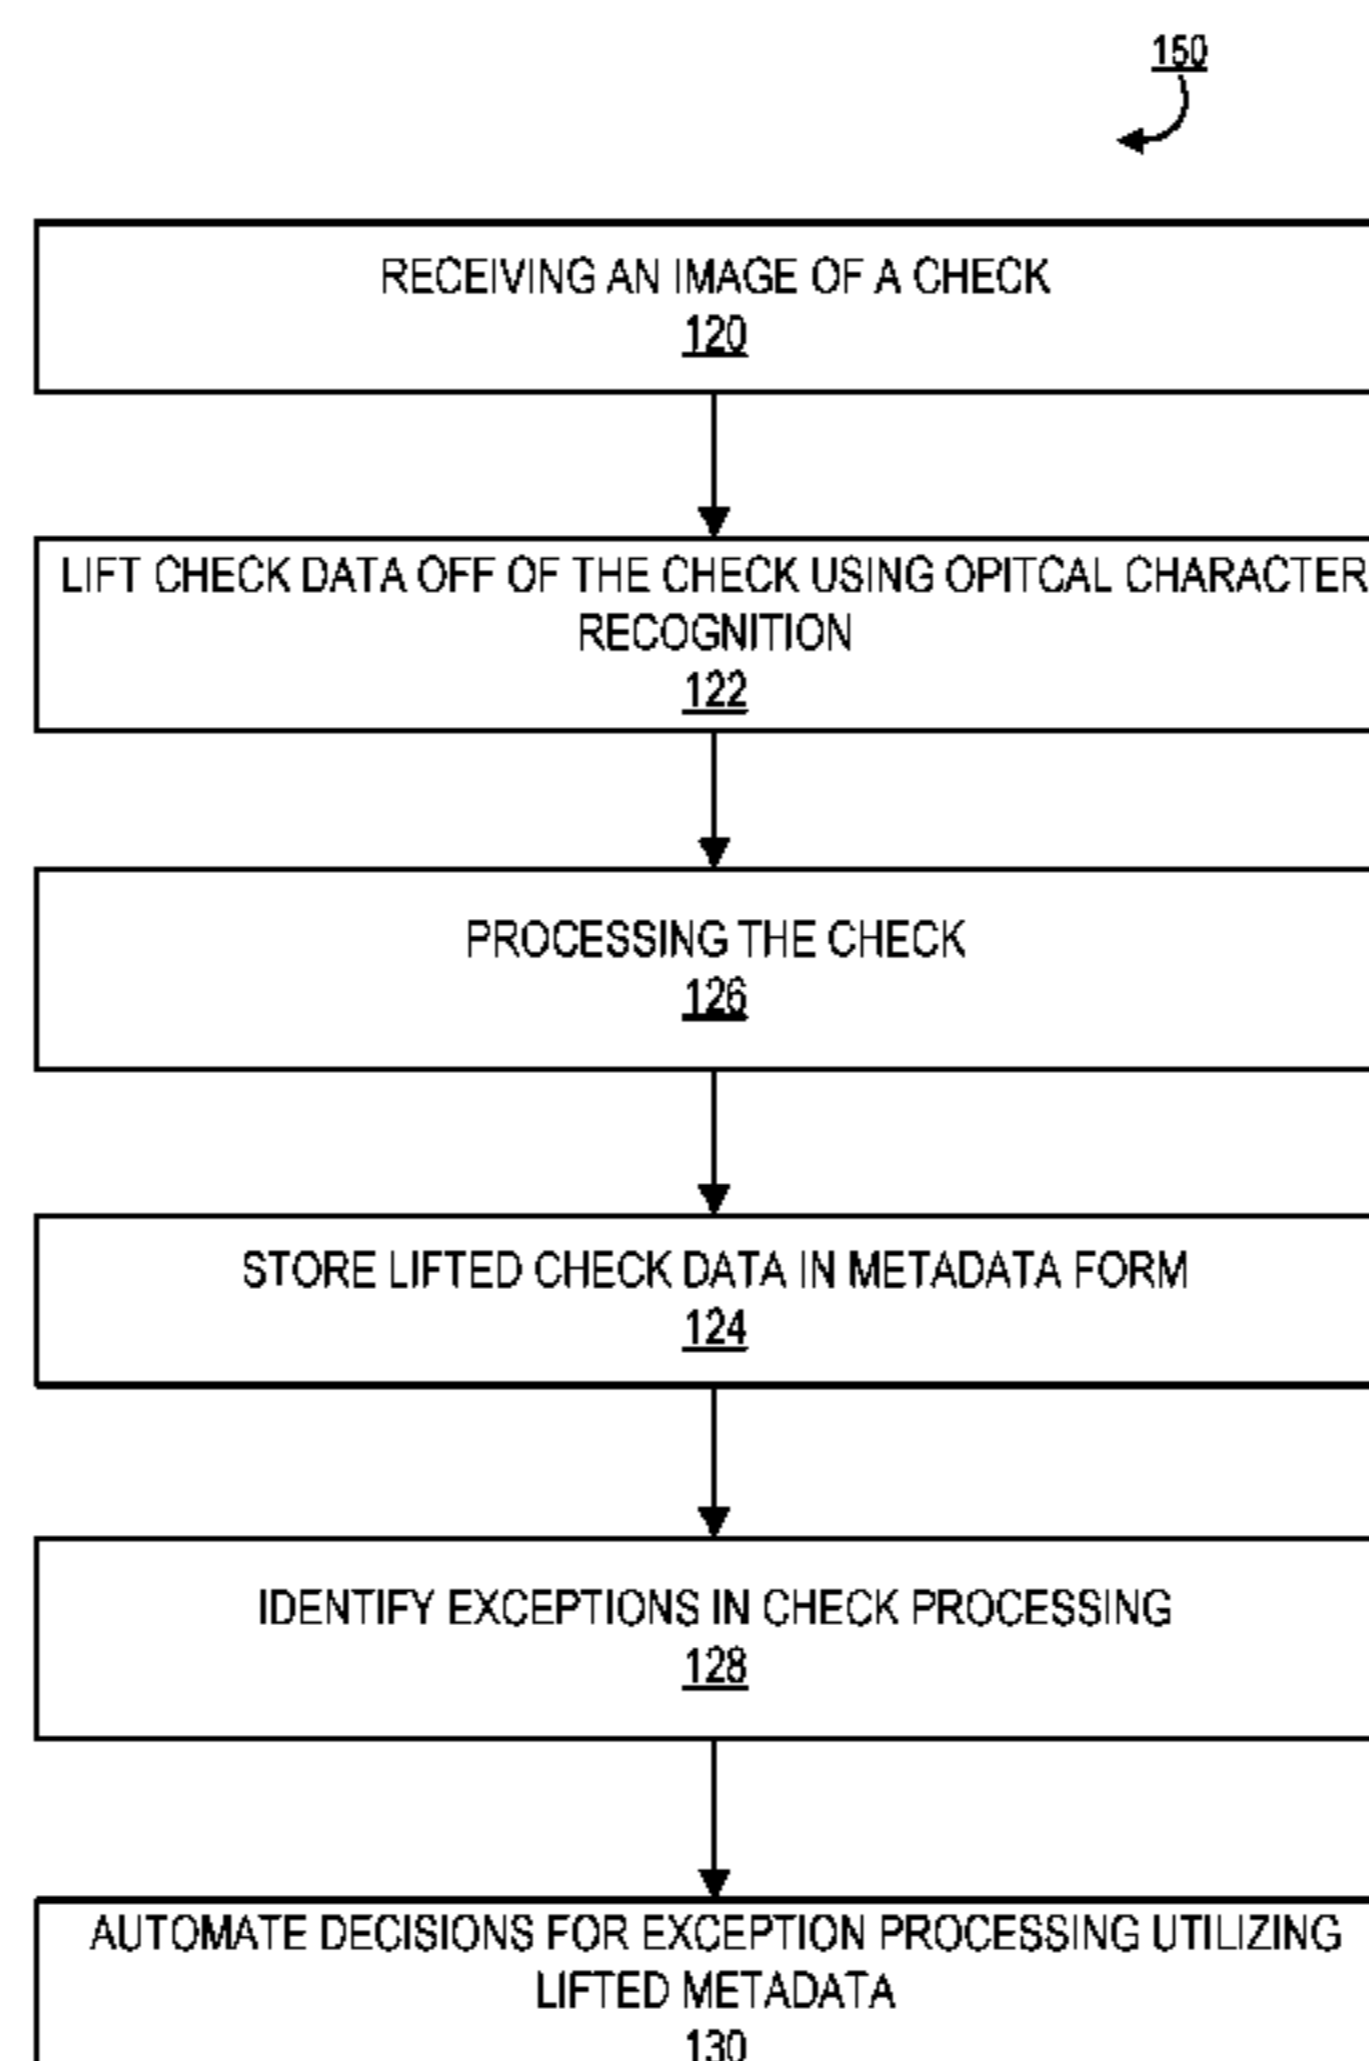 150
RECEIVING AN IMAGE OF A CHECK
120
LIFT CHECK DATA OFF OF THE CHECK USING OPITCAL CHARACTER
RECOGNITION
122
PROCESSING THE CHECK
126
STORE LIFTED CHECK DATA IN METADATA FORM
124
IDENTIFY EXCEPTIONS IN CHECK PROCESSING
128
AUTOMATE DECISIONS FOR EXCEPTION PROCESSING UTILIZING
LIFTED METADATA
130